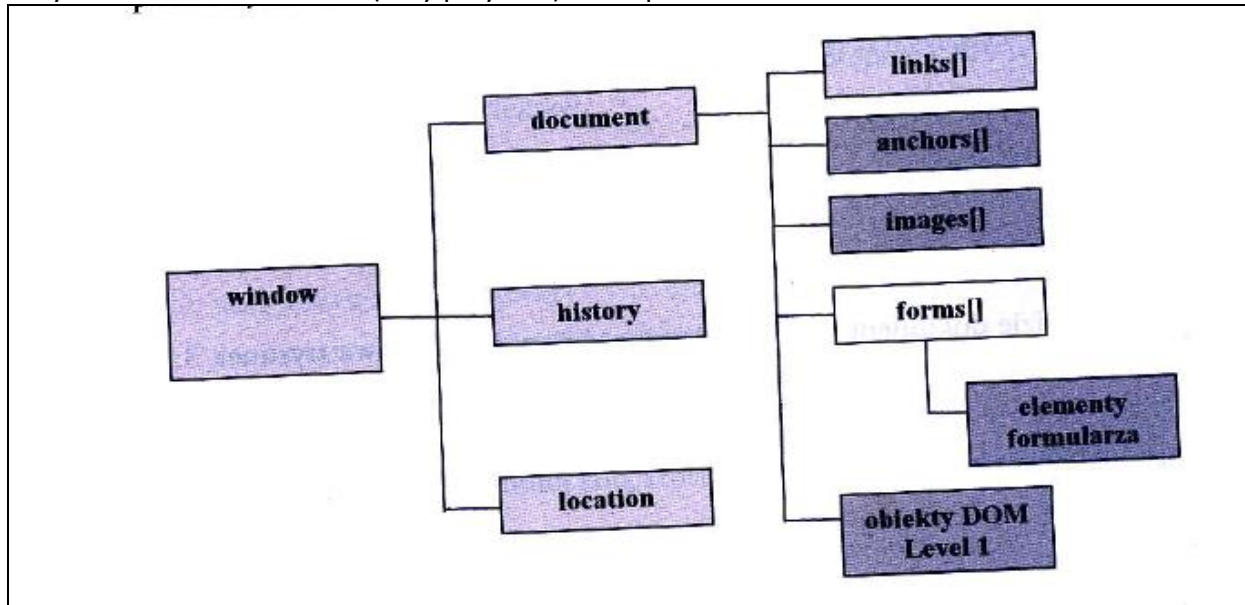 links[]
document
anchors[]
images[]
window
history
forms[]
elementy
formularza
location
obiekty DOM
Level 1